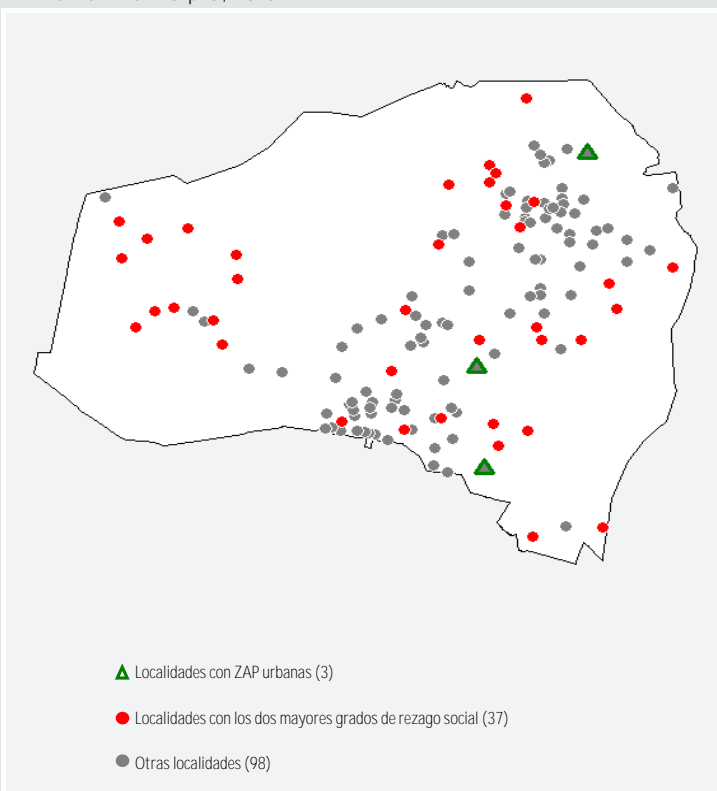 Localidades con ZAP urbanas (3)
Localidades con los dos mayores grados de rezago social (37)
Otras localidades (98)